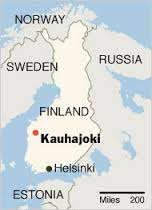 NORWAY
SWEDEN
RUSSIA
FINLAND
Kauhajoki
Helsinki
ESTONIA
Miles 200